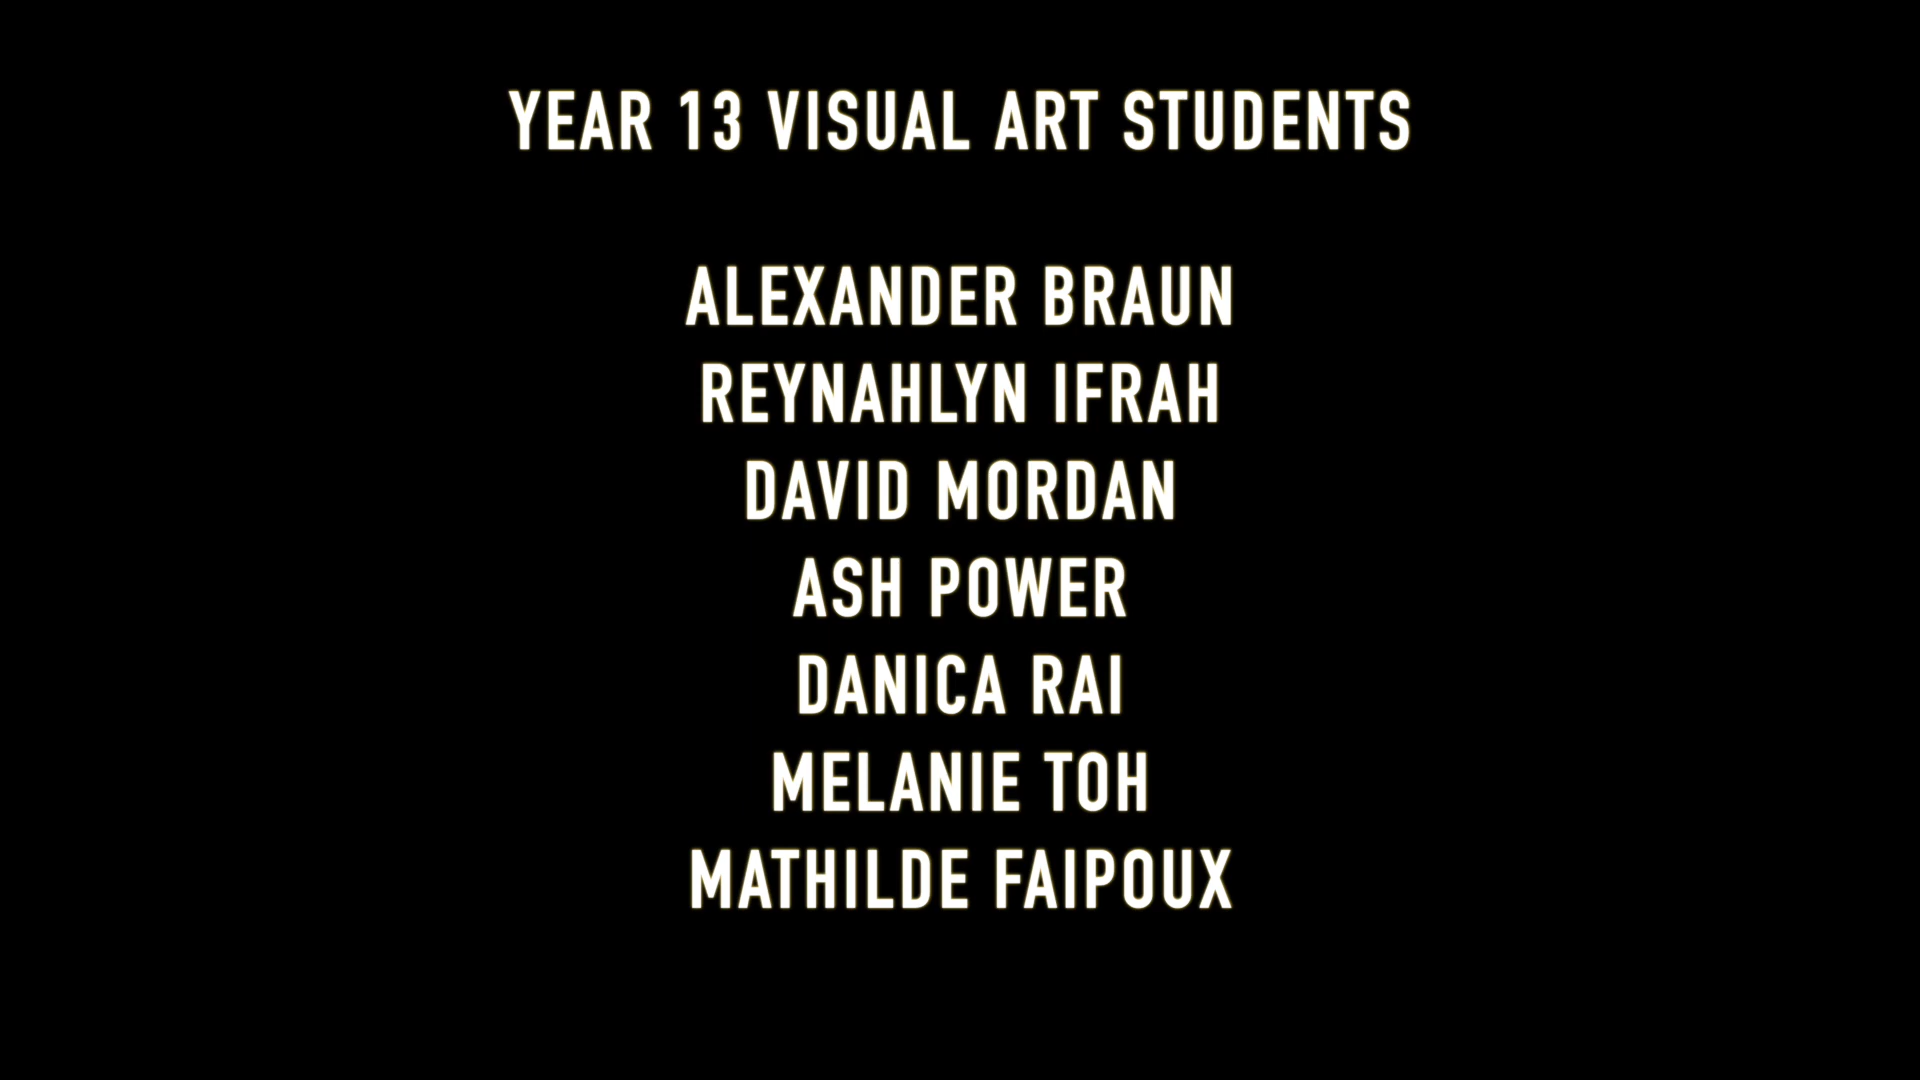 YEAR 13 VISUAL ART STUDENTS
ALEXANDER BRAUN
REYNAHLYN IFRAH
DAVID MORDAN
ASH POWER
DANICA RAI
MELANIE TOH
MATHILDE FAIPOUX